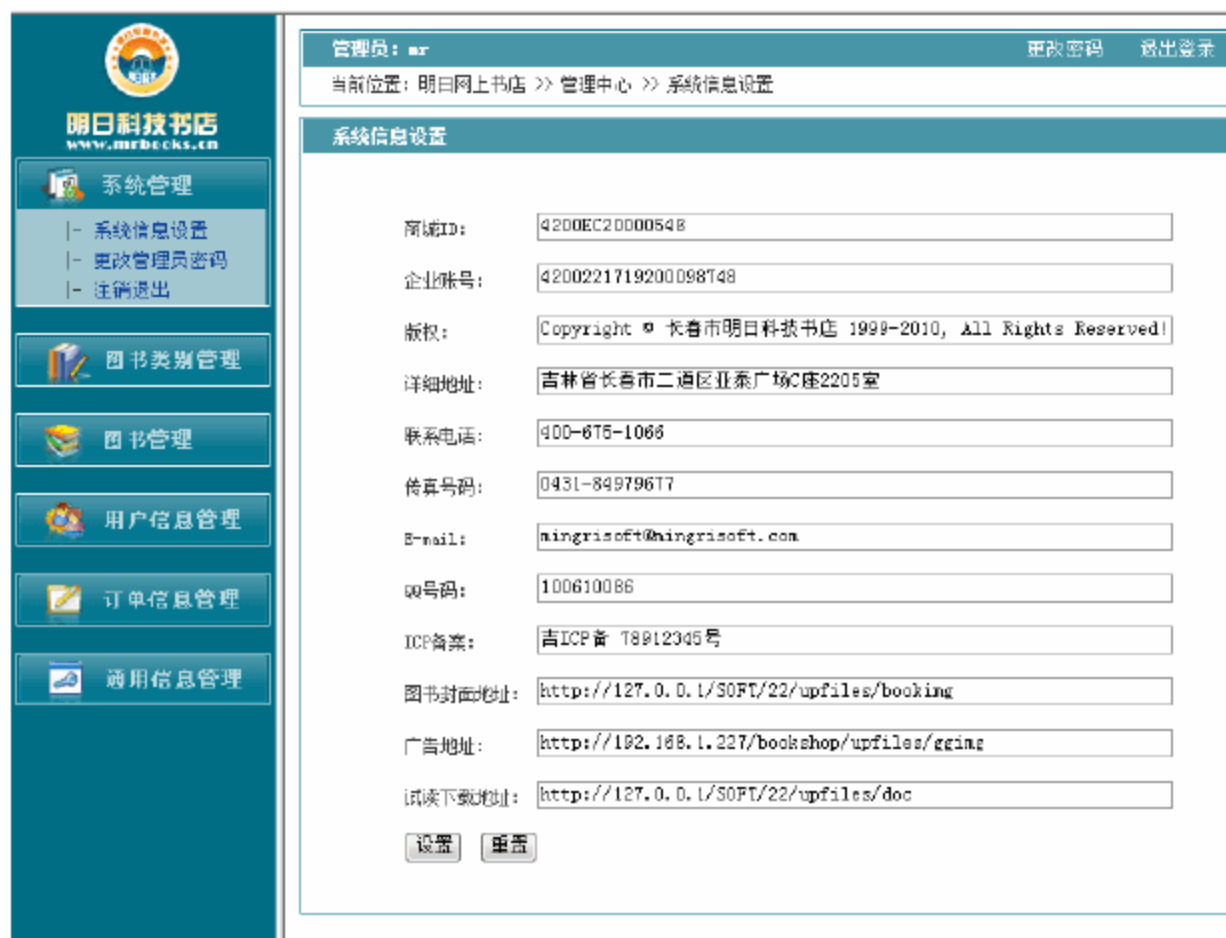 明日科技书店
www.mrbooks.cn
系统管理
|- 系统信息设置
|- 更改管理员密码
|- 注销退出
图书类别管理
图书管理
用户信息管理
订单信息管理
通用信息管理
管理员：mr 更改密码 退出登录
当前位置：明日网上书店 >> 管理中心 >> 系统信息设置
系统信息设置
商城ID： 4200EC20000548
企业账号： 4200221719200098748
版权： Copyright © 长春市明日科技书店 1999-2010, All Rights Reserved!
详细地址： 吉林省长春市二道区亚泰广场C座2205室
联系电话： 400-675-1066
传真号码： 0431-84979677
E-mail： mingrisoft@mingrisoft.com
QQ号码： 100610086
ICP备案： 吉ICP备 78912345号
图书封面地址： http://127.0.0.1/SOFT/22/upfiles/booking
广告地址： http://192.168.1.227/bookshop/upfiles/ggimg
试读下载地址： http://127.0.0.1/SOFT/22/upfiles/doc
设置 重置